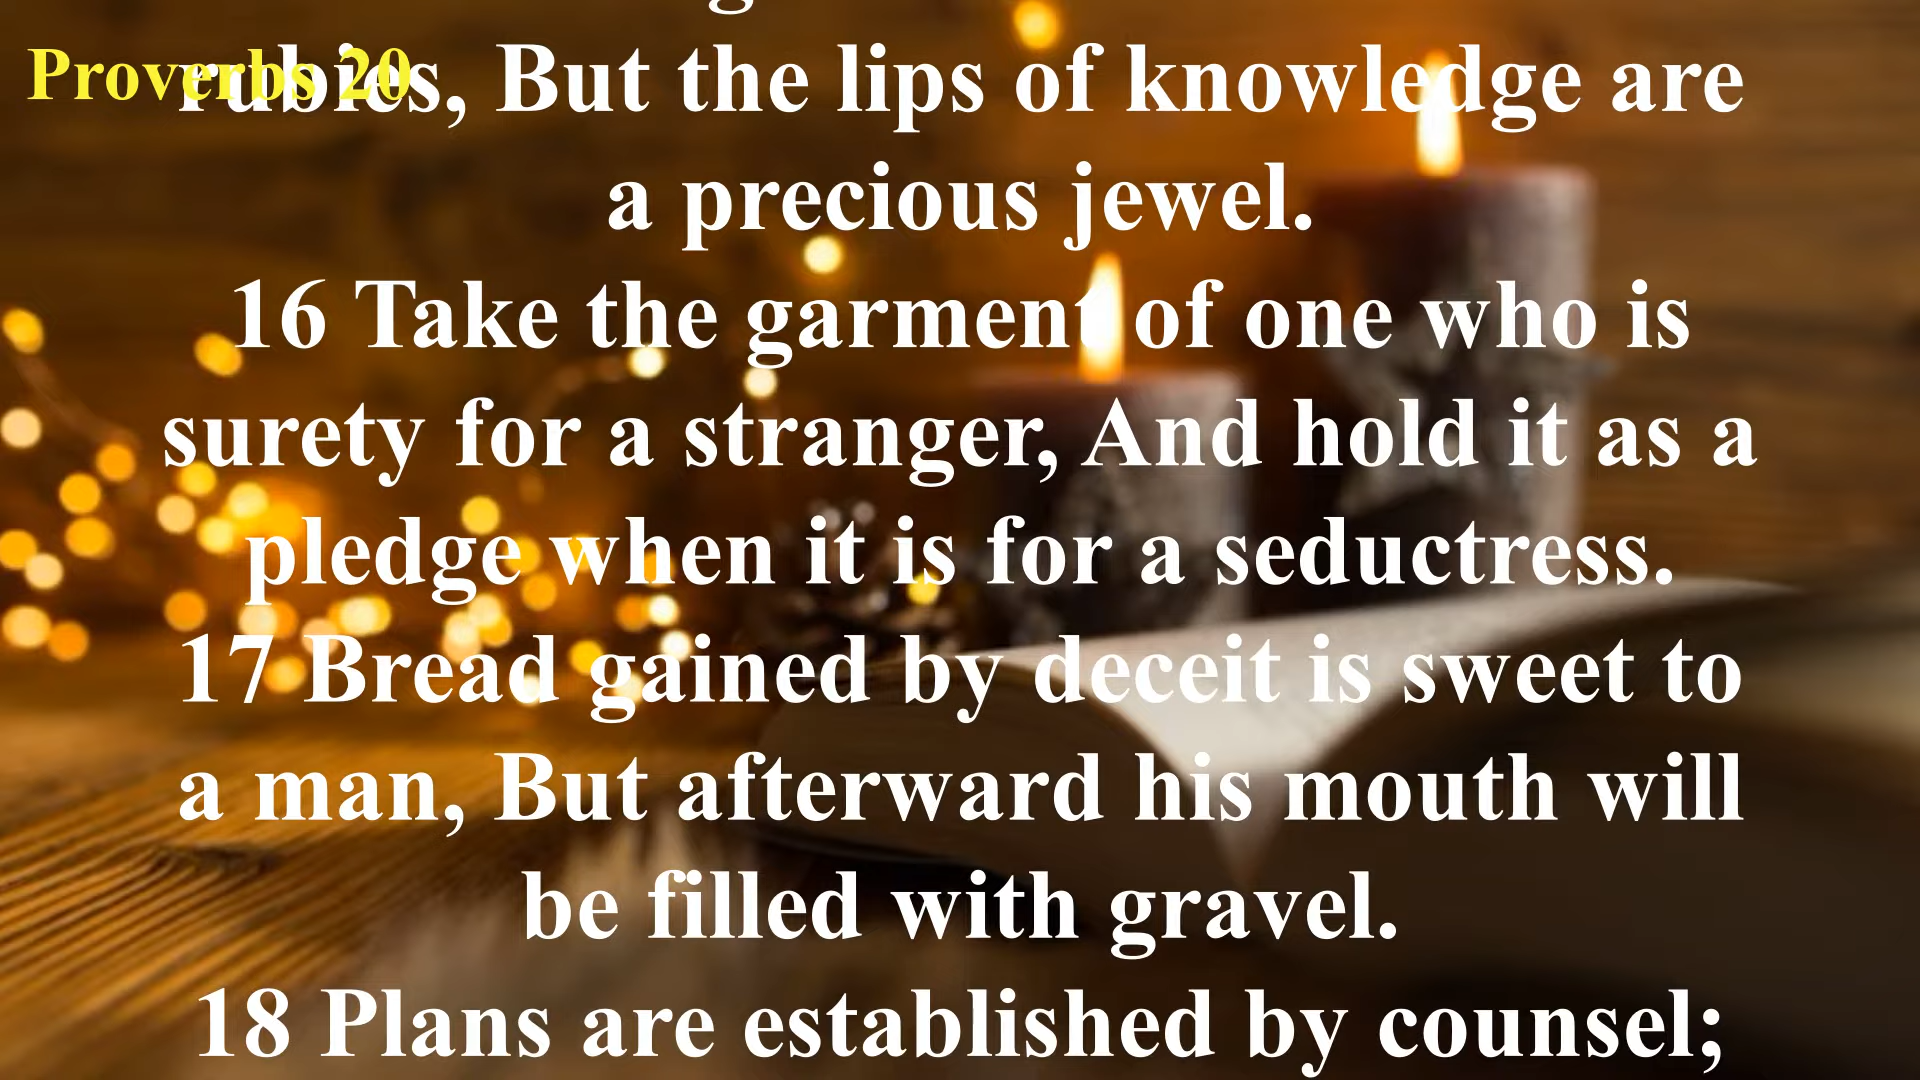 Proverbs 20
rubies, But the lips of knowledge are
a precious jewel.
16 Take the garment of one who is
surety for a stranger, And hold it as a
pledge when it is for a seductress.
17 Bread gained by deceit is sweet to
a man, But afterward his mouth will
be filled with gravel.
18 Plans are established by counsel;